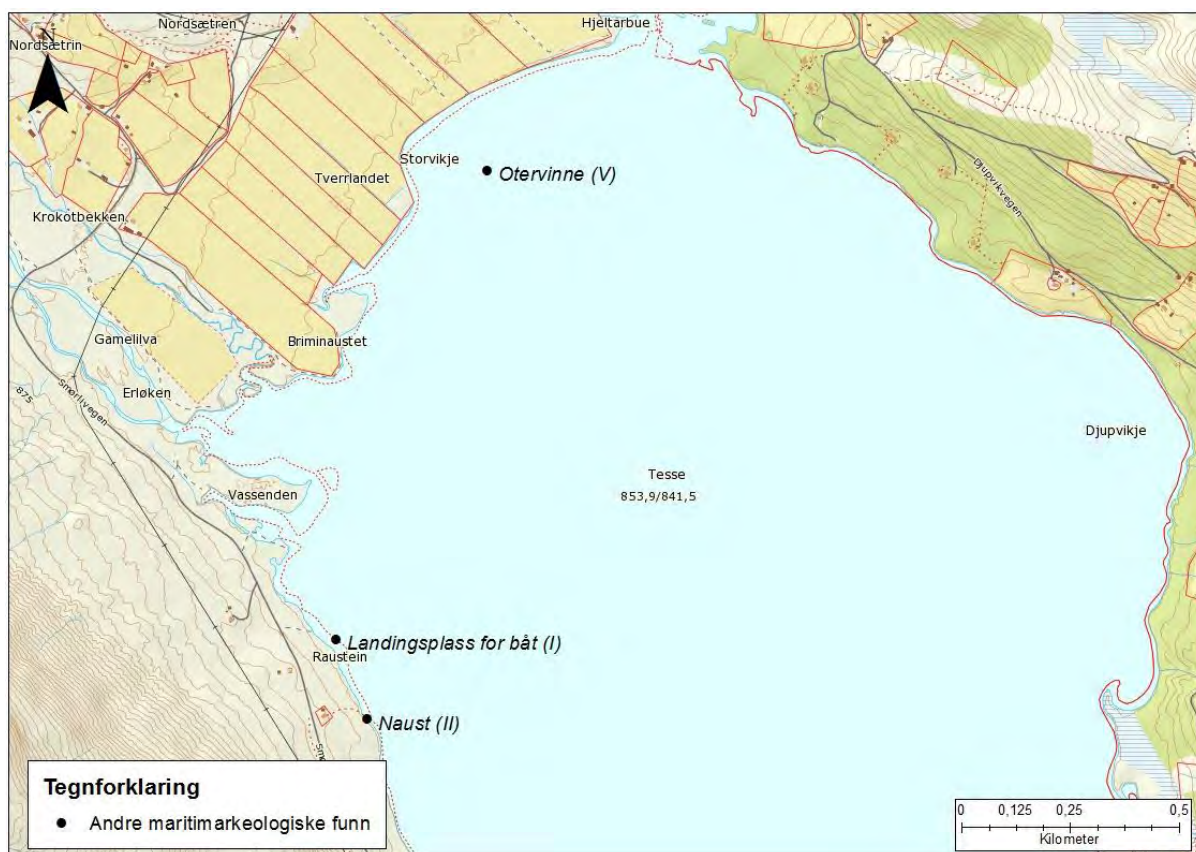 Hjeltarbue
Nordsætren
Nordsætrin
N
Storvikje
Otervinne (V)
Tverrlandet
Djupvikvegen
Krokotbekken
Gamelilva
Briminaustet
Erløken
875
Smørlivegen
Djupvikje
Tesse
853,9/841,5
Vassenden
Landingsplass for båt (I)
Raustein
Naust (II)
Tegnforklaring
Andre maritimarkeologiske funn
0 0,125 0,25 0,5
Kilometer